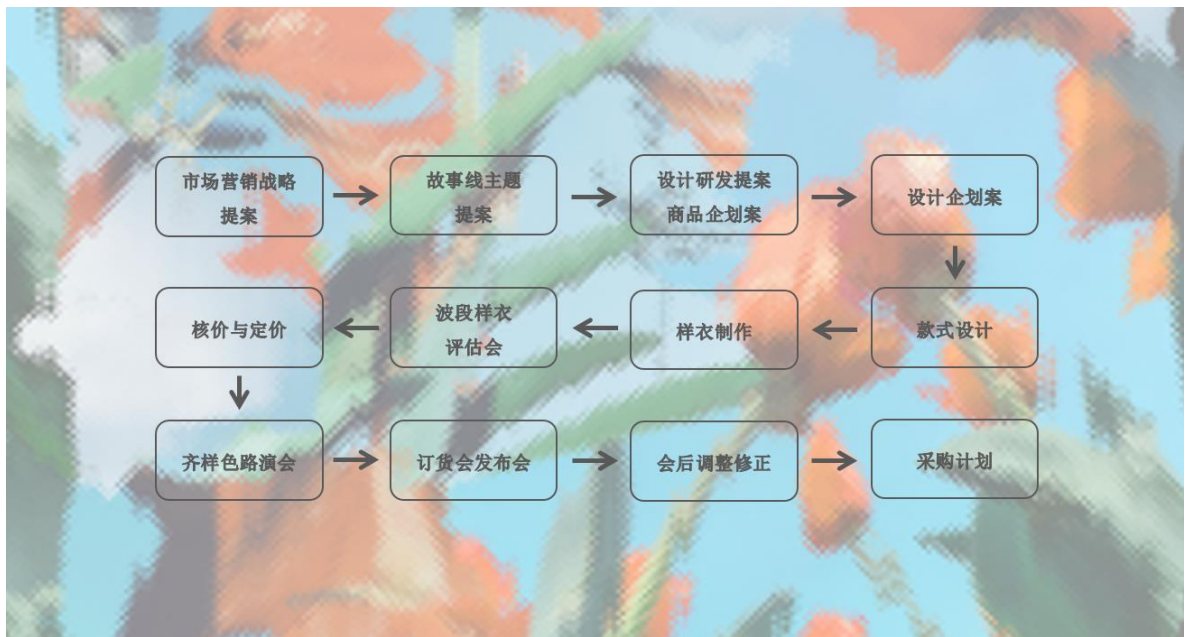 市场营销战略
提案
故事线主题
提案
设计研发提案
商品企划案
设计企划案
款式设计
样衣制作
波段样衣
评估会
核价与定价
齐样色路演会
订货会发布会
会后调整修正
采购计划